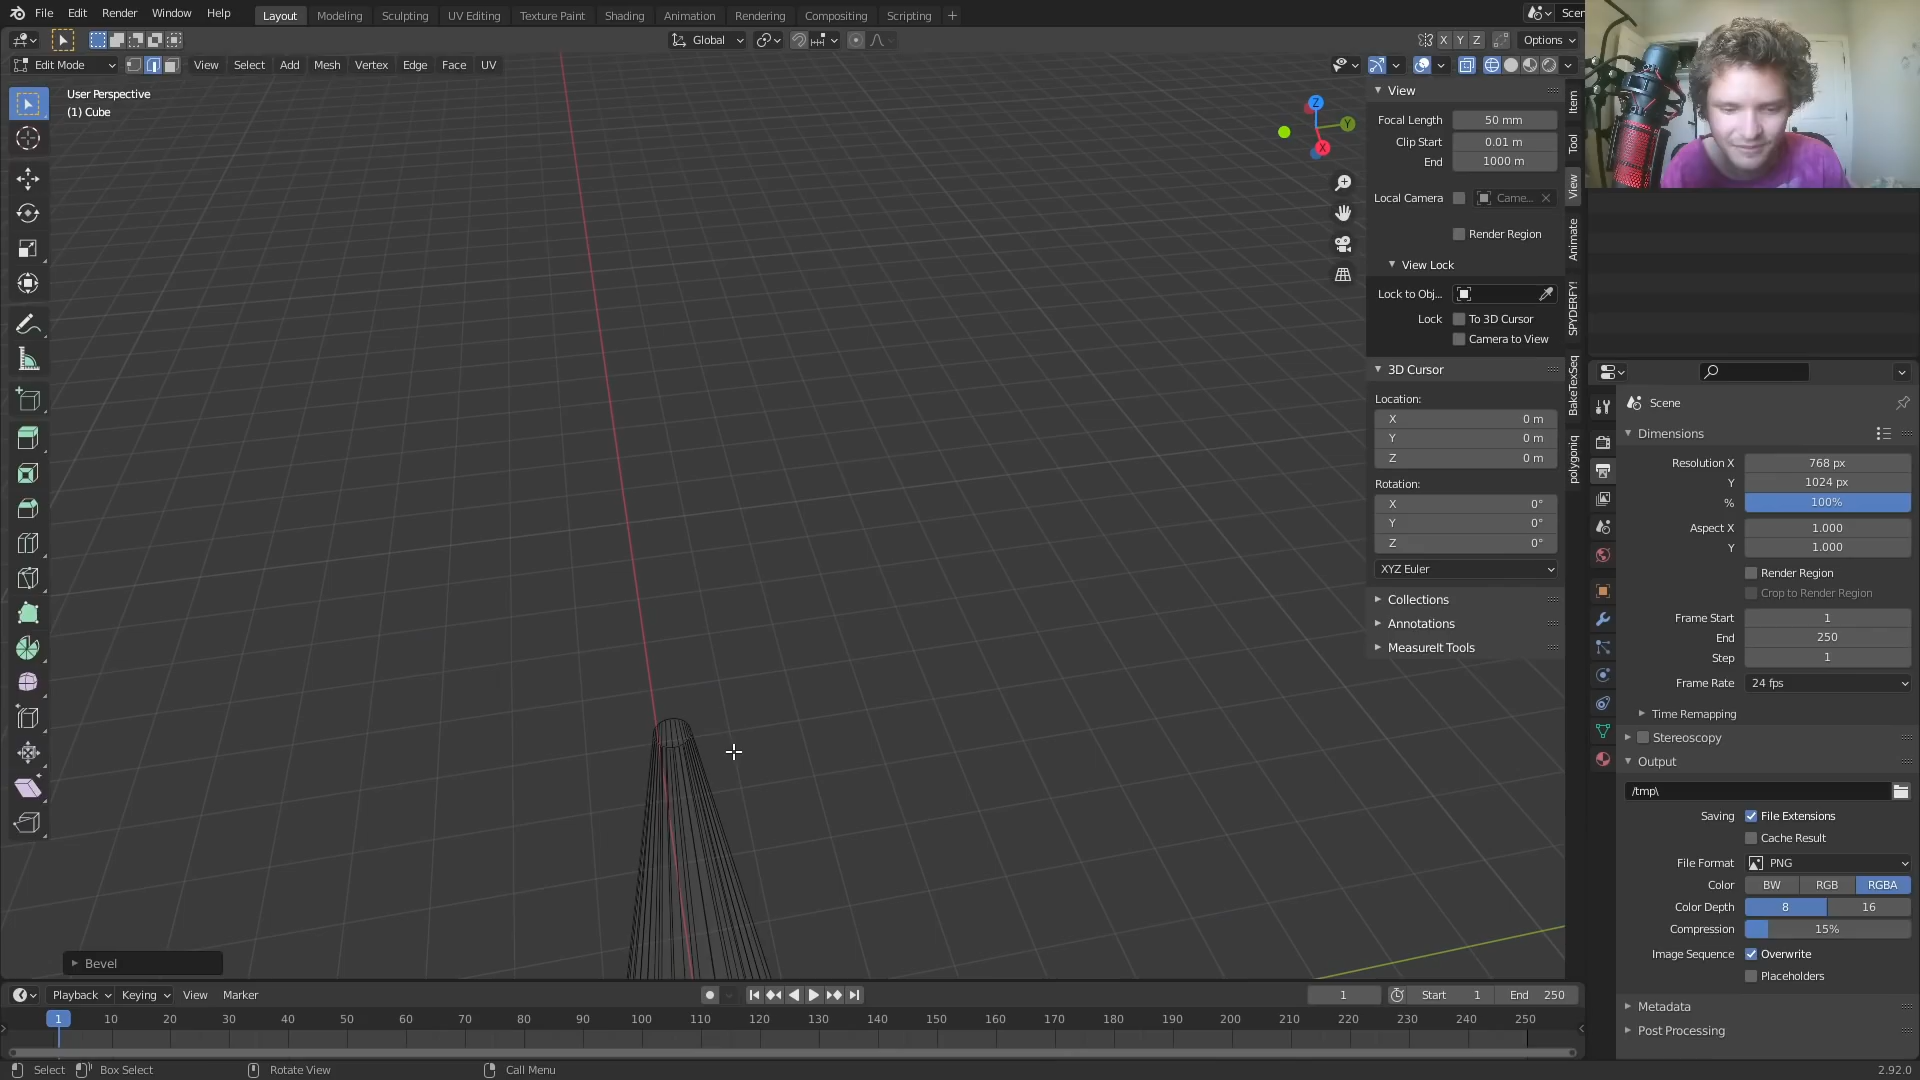 File Edit Render Window Help Layout Modeling Sculpting UV Editing Texture Paint Shading Animation Rendering Compositing Scripting +
Global X Y Z Options
Edit Mode View Select Add Mesh Vertex Edge Face UV
User Perspective
(1) Cube
Z
Y
X
View
Focal Length 50 mm
Clip Start 0.01 m
End 1000 m
Local Camera Came...
Render Region
View Lock
Lock to Obj...
Lock To 3D Cursor
Camera to View
3D Cursor
Location:
X 0 m
Y 0 m
Z 0 m
Rotation:
X 0°
Y 0°
Z 0°
XYZ Euler
Collections
Annotations
MeasureIt Tools
Item
Tool
View
Animate
SPYDERFY!
BakeTexSeq
polygoniq
Scene
Dimensions
Resolution X 768 px
Y 1024 px
% 100%
Aspect X 1.000
Y 1.000
Render Region
Crop to Render Region
Frame Start 1
End 250
Step 1
Frame Rate 24 fps
Time Remapping
Stereoscopy
Output
/tmp\
Saving File Extensions
Cache Result
File Format PNG
Color BW RGB RGBA
Color Depth 8 16
Compression 15%
Image Sequence Overwrite
Placeholders
Metadata
Post Processing
Bevel
Playback Keying View Marker 1 Start 1 End 250
1 10 20 30 40 50 60 70 80 90 100 110 120 130 140 150 160 170 180 190 200 210 220 230 240 250
Select Box Select Rotate View Call Menu 2.92.0